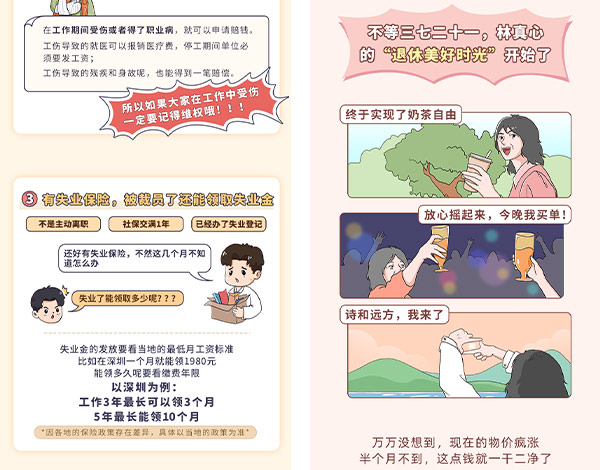 在工作期间受伤或者得了职业病，就可以申请赔钱。
工伤导致的就医可以报销医疗费，停工期间单位必
须要发工资；
工伤导致的残疾和身故呢，也能得到一笔赔偿。
所以如果大家在工作中受伤
一定要记得维权哦！！！
3 有失业保险，被裁员了还能领取失业金
不是主动离职
社保交满1年
已经办了失业登记
还好有失业保险，不然这几个月不知
道怎么办
失业了能领取多少呢？？？
失业金的发放要看当地的最低月工资标准
比如在深圳一个月就能领1980元
能领多久呢要看缴费年限
以深圳为例：
工作3年最长可以领3个月
5年最长能领10个月
*因各地的保险政策存在差异，具体以当地的政策为准*
不等三七二十一，林真心
的“退休美好时光”开始了
终于实现了奶茶自由
放心摇起来，今晚我买单！
诗和远方，我来了
万万没想到，现在的物价疯涨
半个月不到，这点钱就一干二净了